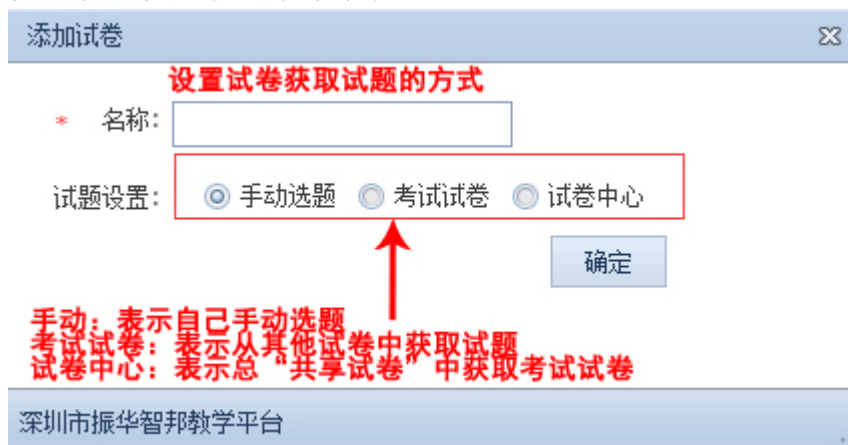 添加试卷
设置试卷获取试题的方式
* 名称:
试题设置: 手动选题 考试试卷 试卷中心
确定
手动：表示自己手动选题
考试试卷：表示从其他试卷中获取试题
试卷中心：表示总“共享试卷”中获取考试试卷
深圳市振华智邦教学平台